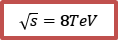 √s = 8TeV